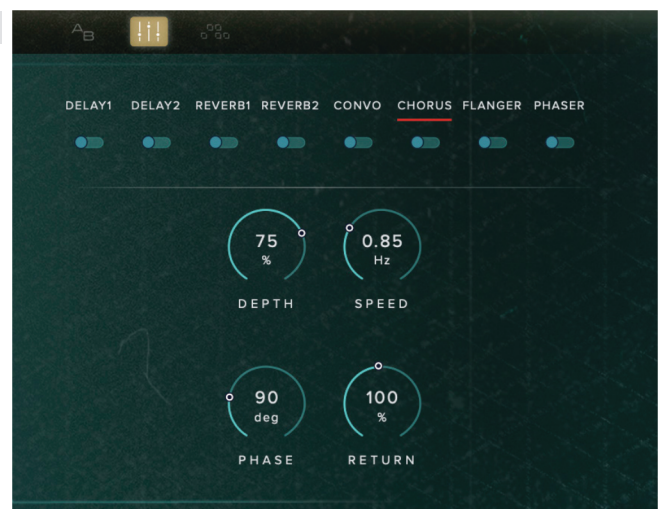 A B
DELAY1 DELAY2 REVERB1 REVERB2 CONVO CHORUS FLANGER PHASER
75 0.85
% Hz
DEPTH SPEED
90 100
deg %
PHASE RETURN